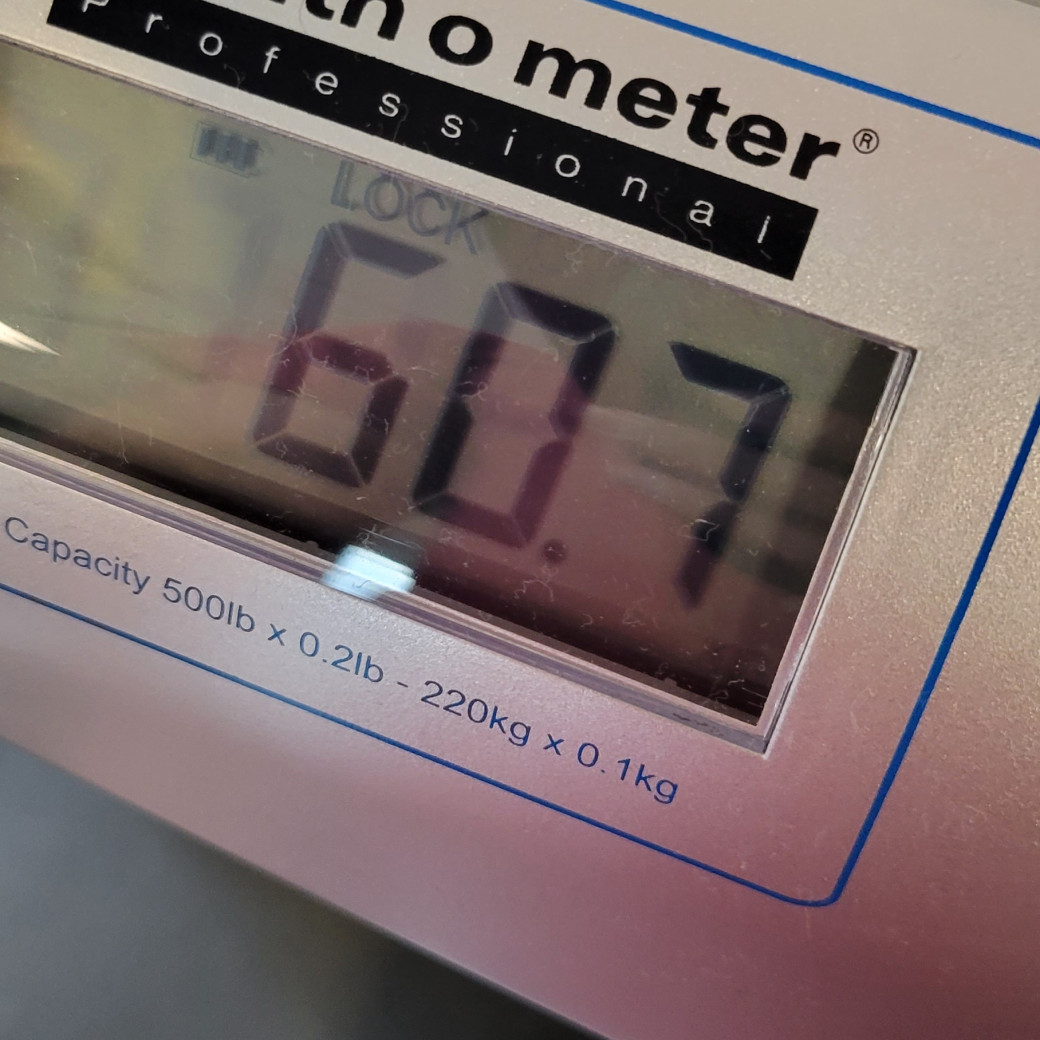 th o meter®
Professional
LOCK
60.7
Capacity 500lb x 0.2lb - 220kg x 0.1kg